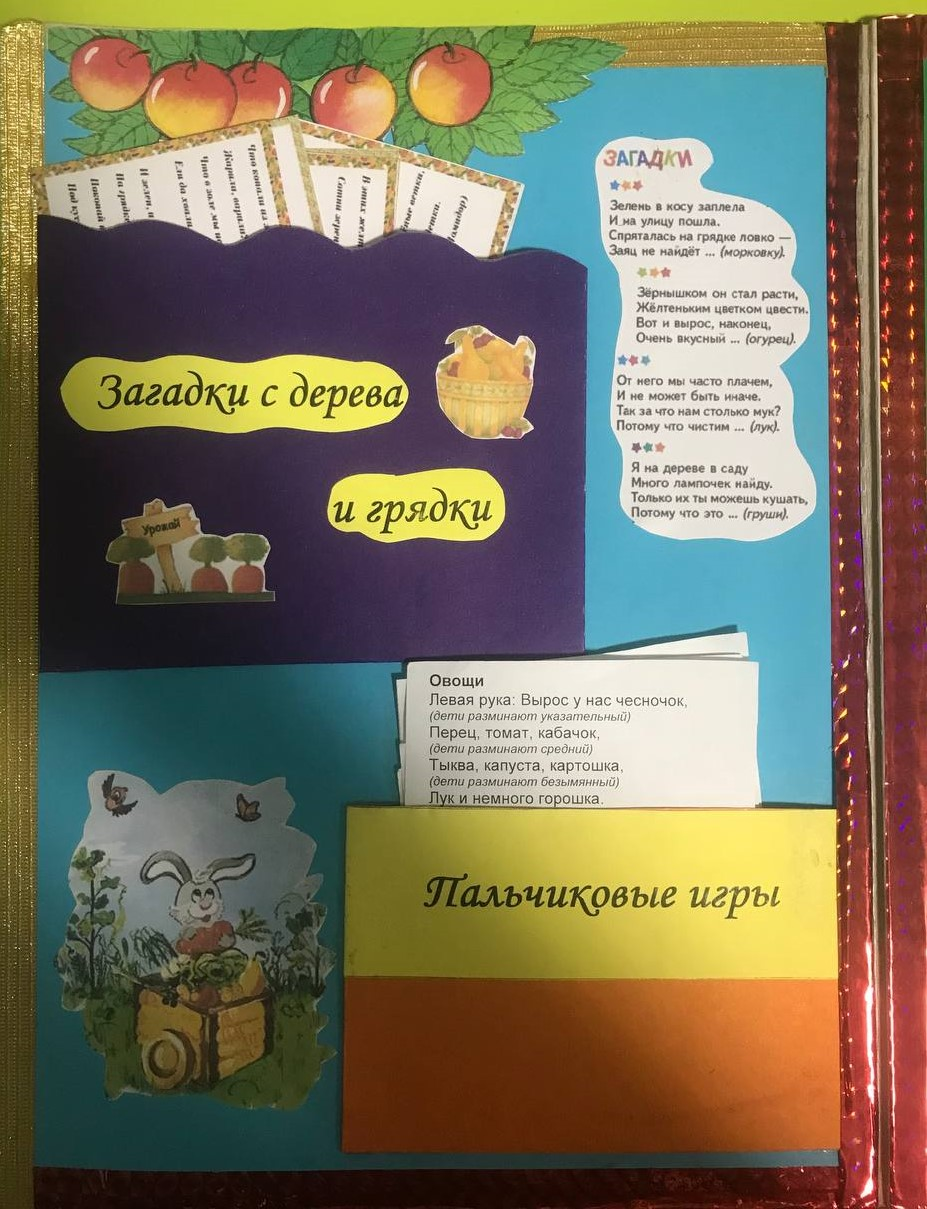 ЗАГАДКИ
Зелень в косу заплела
И на улицу пошла.
Спряталась на грядке ловко —
Заяц не найдёт ... (морковку).
Зёрнышком он стал расти,
Жёлтеньким цветком цвести.
Вот и вырос, наконец,
Очень вкусный ... (огурец).
От него мы часто плачем,
И не может быть иначе.
Так за что нам столько мук?
Потому что чистим ... (лук).
Я на дереве в саду
Много лампочек найду.
Только их ты можешь кушать,
Потому что это ... (груши).
Загадки с дерева
и грядки
Урожай
Овощи
Левая рука: Вырос у нас чесночок,
(дети разминают указательный)
Перец, томат, кабачок,
(дети разминают средний)
Тыква, капуста, картошка,
(дети разминают безымянный)
Лук и немного горошка.
Пальчиковые игры